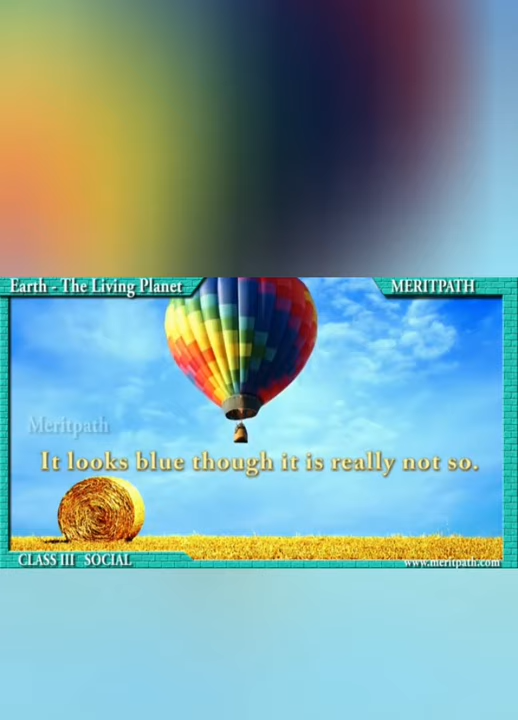 Earth - The Living Planet
MERITPATH
Meritpath
It looks blue though it is really not so.
CLASS III SOCIAL
www.meritpath.com